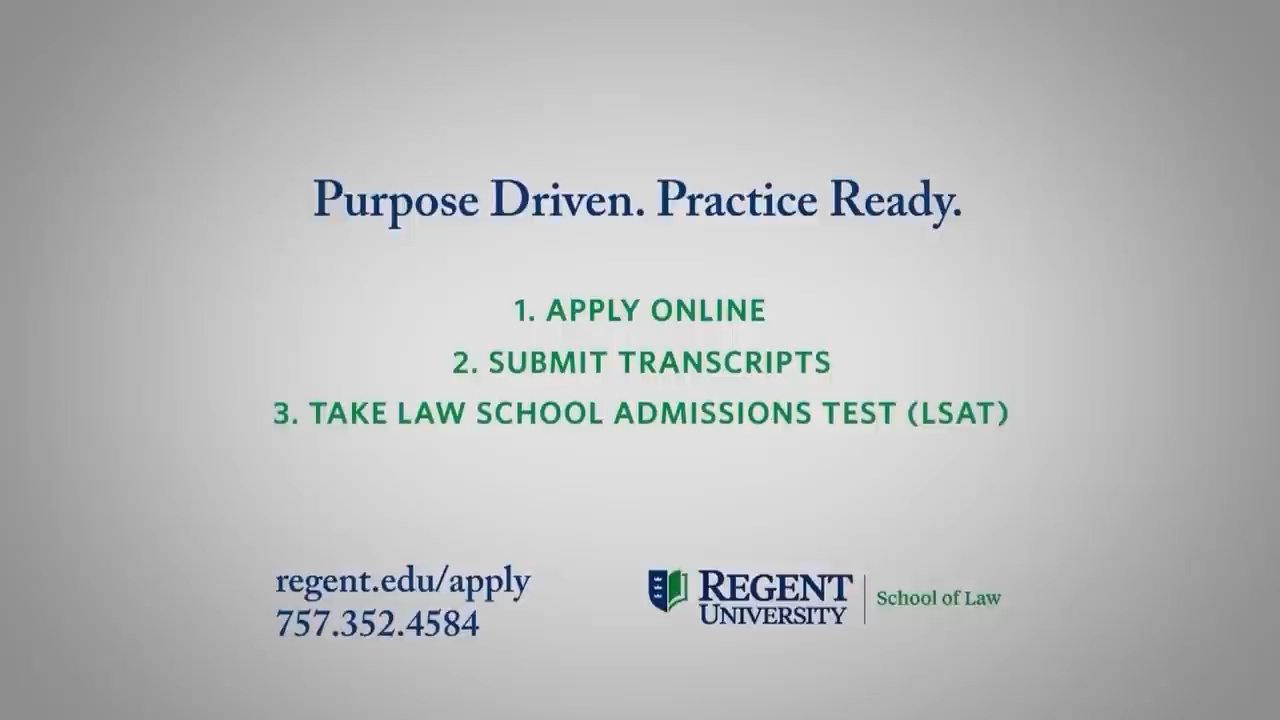 Purpose Driven. Practice Ready.
1. APPLY ONLINE
2. SUBMIT TRANSCRIPTS
3. TAKE LAW SCHOOL ADMISSIONS TEST (LSAT)
regent.edu/apply
757.352.4584
REGENT
UNIVERSITY
School of Law